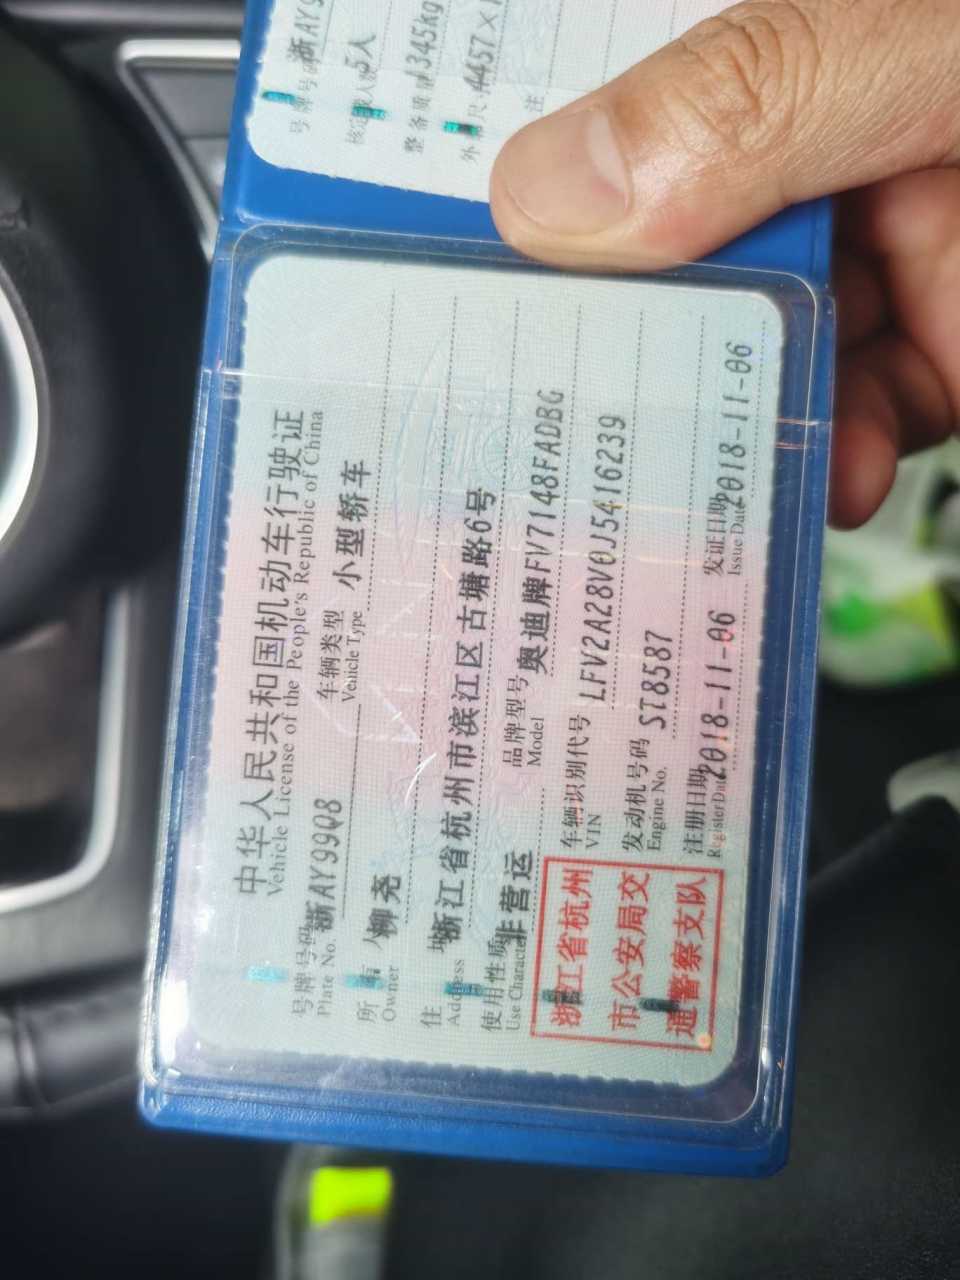 号牌号码 浙AY9
核定载人数 5人
整备质量 1345kg
外廓尺寸 4457×1
注
中华人民共和国机动车行驶证
Vehicle License of the People's Republic of China
号牌号码 浙AY99Q8 车辆类型 小型轿车
Plate No. Vehicle Type
所有人 柳尧
Owner
住址 浙江省杭州市滨江区古塘路6号
Address
使用性质 非营运 品牌型号 奥迪牌FV7148FADBG
Use Character Model
浙江省杭州
市公安局交
通警察支队
车辆识别代号 LFV2A28V0J5416239
VIN
发动机号码 ST8587
Engine No.
注册日期 2018-11-06 发证日期 2018-11-06
Register Date Issue Date